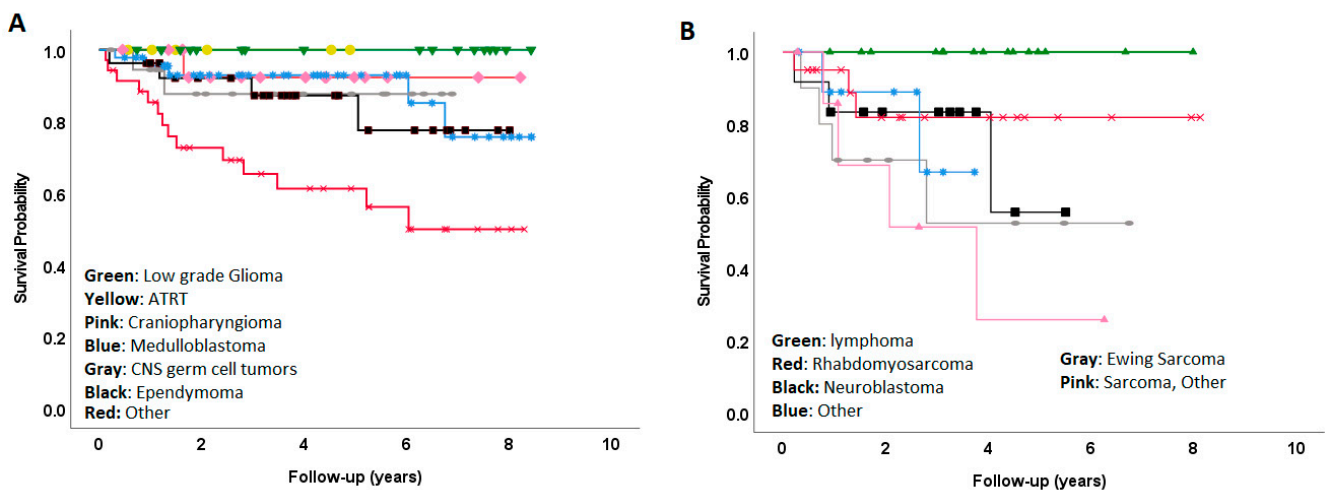 A
1.0
0.8
0.6
0.4
0.2
0.0
Survival Probability
Green: Low grade Glioma
Yellow: ATRT
Pink: Craniopharyngioma
Blue: Medulloblastoma
Gray: CNS germ cell tumors
Black: Ependymoma
Red: Other
0 2 4 6 8 10
Follow-up (years)
B
1.0
0.8
0.6
0.4
0.2
0.0
Survival Probability
Green: lymphoma
Red: Rhabdomyosarcoma
Black: Neuroblastoma
Blue: Other
Gray: Ewing Sarcoma
Pink: Sarcoma, Other
0 2 4 6 8 10
Follow-up (years)